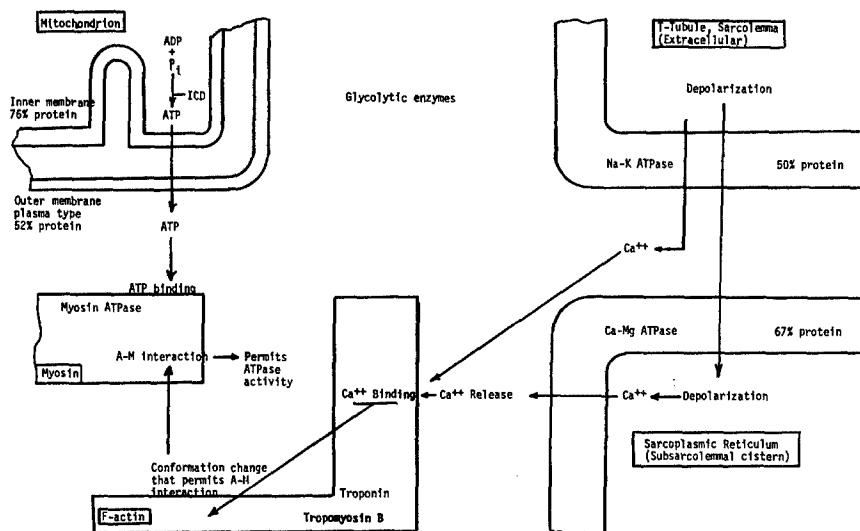 Mitochondrion
ADP
+
Pi
ICD
ATP
Inner membrane
76% protein
Outer membrane
plasma type
52% protein
ATP
Glycolytic enzymes
T-Tubule, Sarcolemma
(Extracellular)
Depolarization
Na-K ATPase
50% protein
Ca++
ATP binding
Myosin ATPase
A-M interaction
Permits
ATPase
activity
Myosin
Ca-Mg ATPase
67% protein
Ca++ Binding
Ca++ Release
Ca++
Depolarization
Sarcoplasmic Reticulum
(Subsarcolemmal cistern)
Conformation change
that permits A-M
interaction
Troponin
F-actin
Tropomyosin B